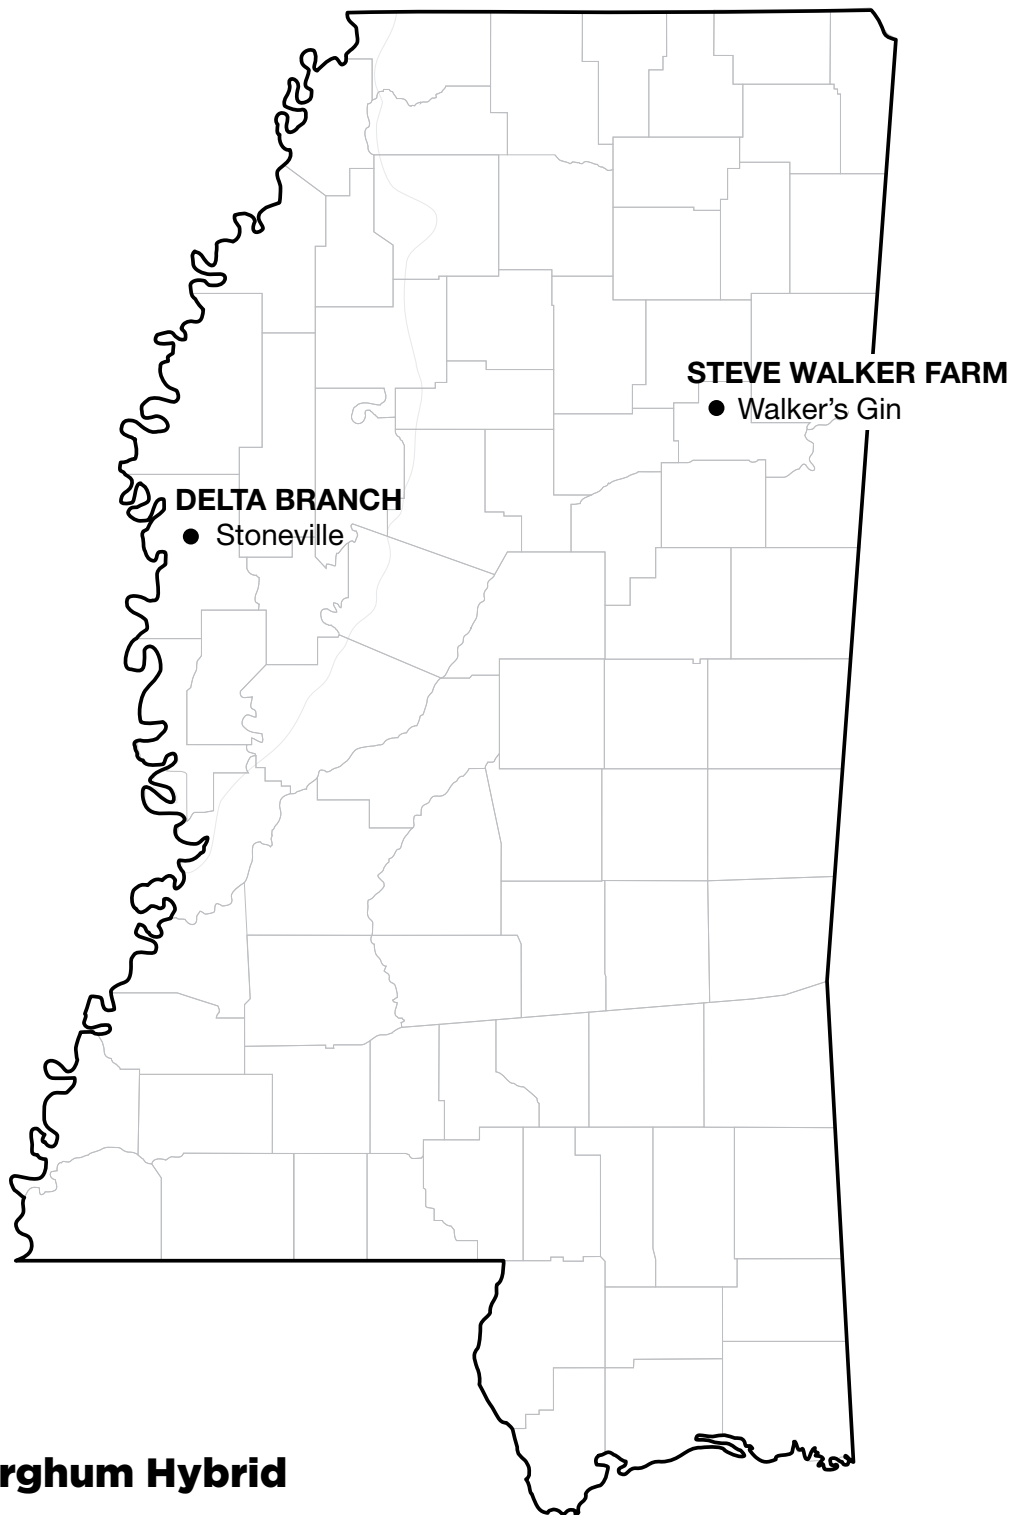 STEVE WALKER FARM
Walker’s Gin
DELTA BRANCH
Stoneville
rghum Hybrid